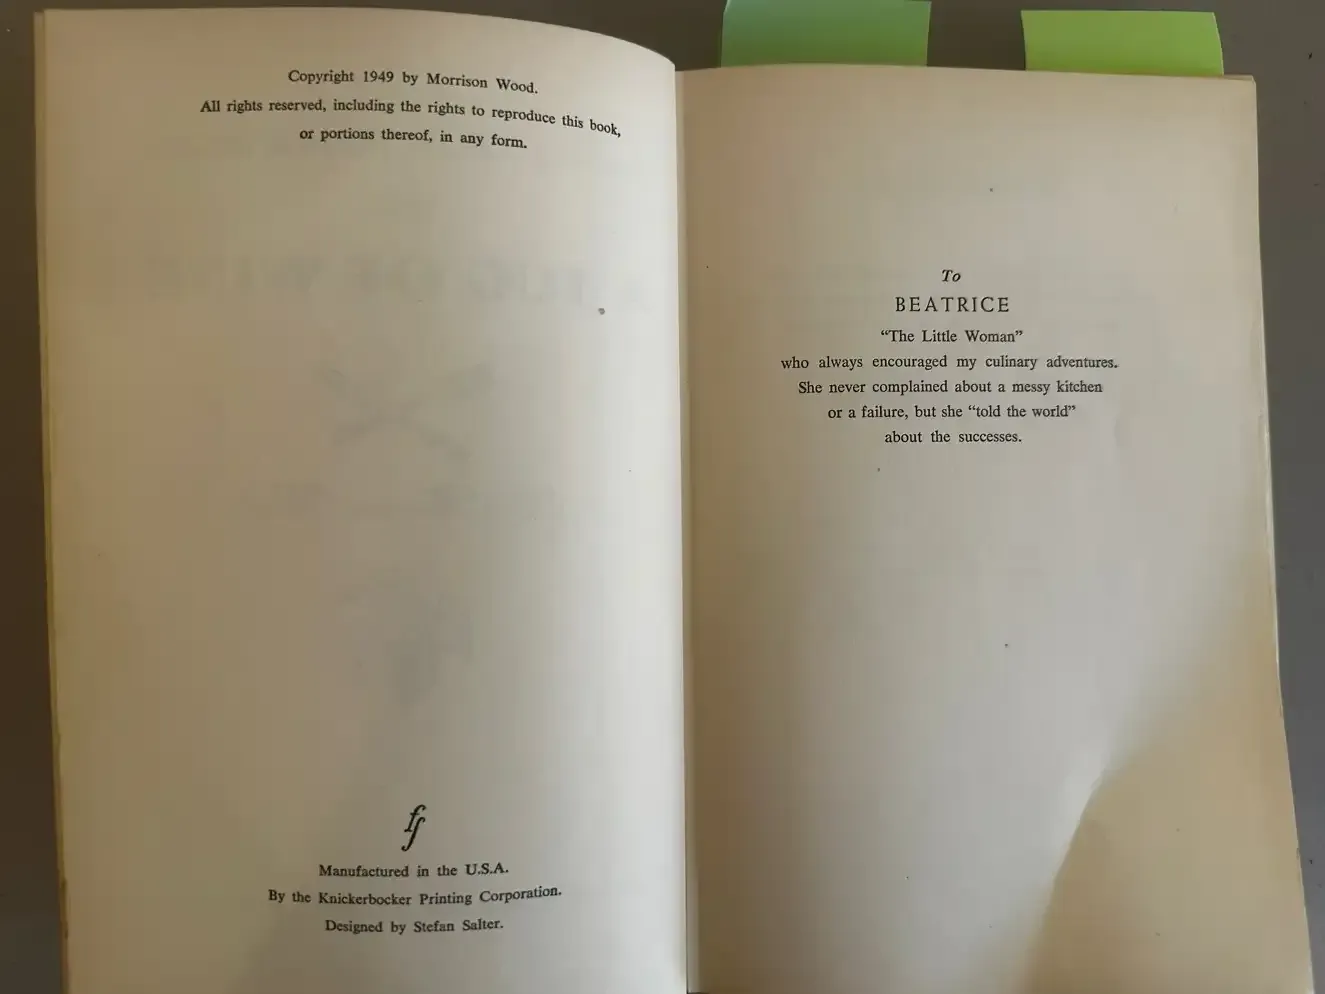 Copyright 1949 by Morrison Wood.
All rights reserved, including the rights to reproduce this book,
or portions thereof, in any form.
fs
Manufactured in the U.S.A.
By the Knickerbocker Printing Corporation.
Designed by Stefan Salter.
To
BEATRICE
“The Little Woman”
who always encouraged my culinary adventures.
She never complained about a messy kitchen
or a failure, but she “told the world”
about the successes.